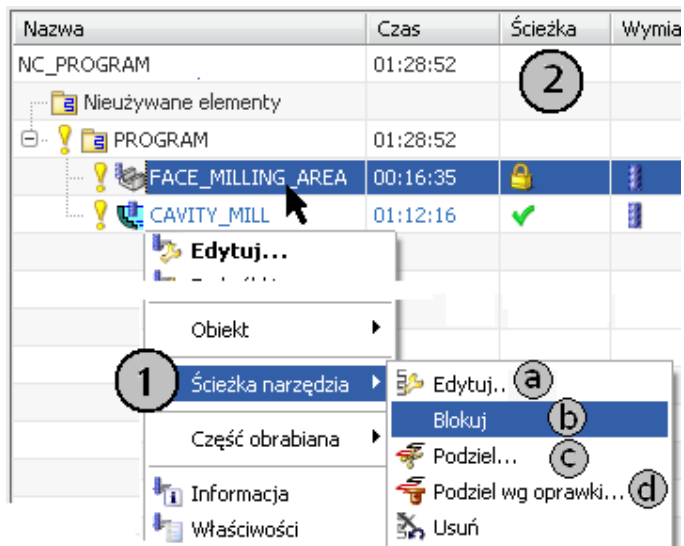 Nazwa Czas Ścieżka Wymia
NC_PROGRAM 01:28:52
2
Nieużywane elementy
PROGRAM 01:28:52
FACE_MILLING_AREA 00:16:35
CAVITY_MILL 01:12:16
Edytuj...
Obiekt
1 Ścieżka narzędzia
Edytuj.. a
Blokuj b
Część obrabiana
Podziel... c
Informacja
Podziel wg oprawki... d
Właściwości
Usuń